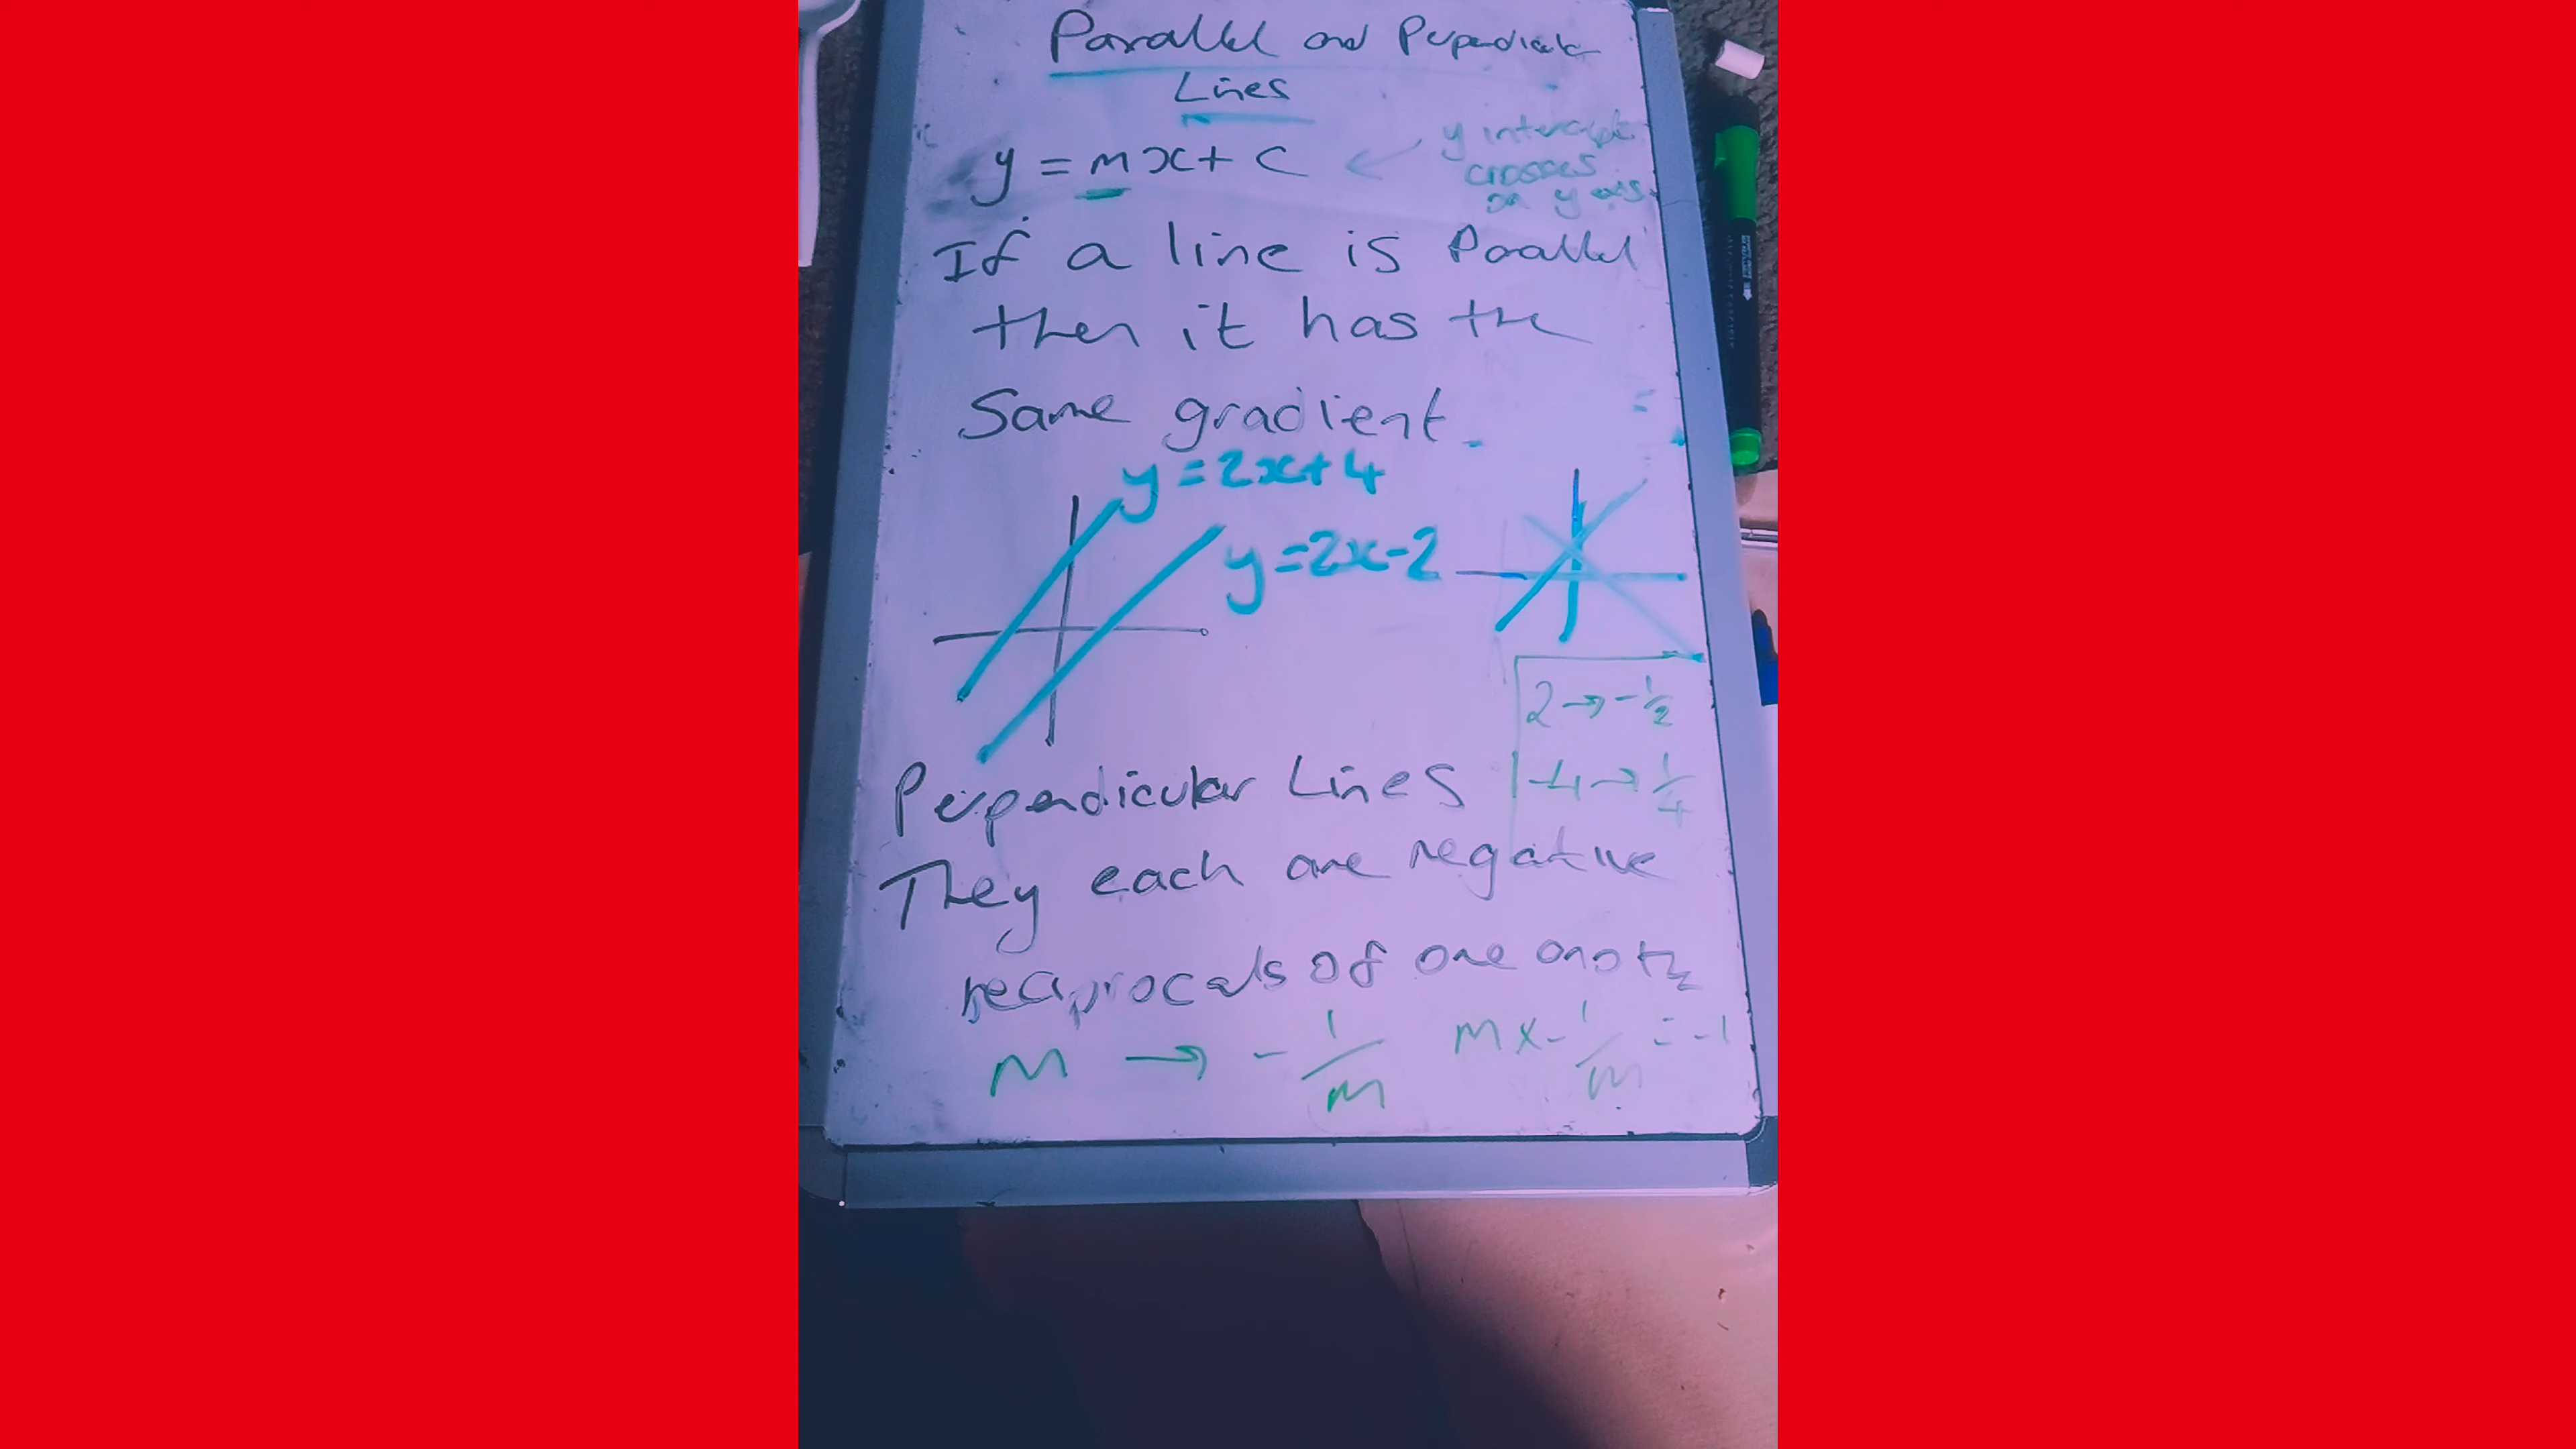 Parallel and Perpendicular
Lines
y = mx + c ← y intercept
crosses
on y axis
If a line is Parallel
then it has the
Same gradient.
y = 2x + 4
y = 2x - 2
2 → -1/2
-4 → 1/4
Perpendicular Lines
They each are negative
reciprocals of one another
m → -1/m m x -1/m = -1